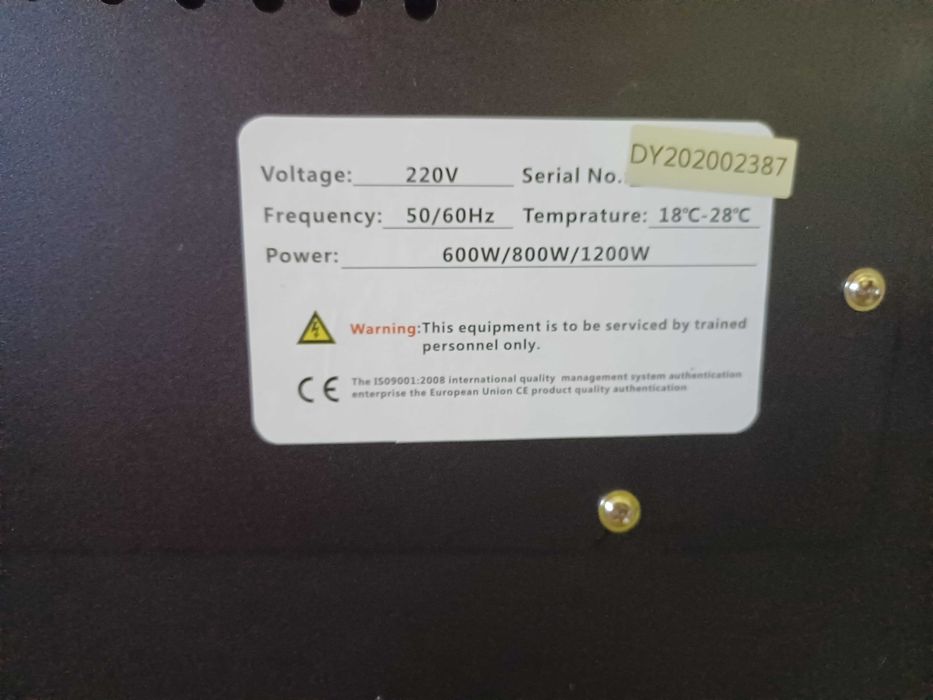 Voltage: 220V Serial No.: DY202002387
Frequency: 50/60Hz Temprature: 18℃-28℃
Power: 600W/800W/1200W
Warning:This equipment is to be serviced by trained
personnel only.
CE The ISO9001:2008 international quality management system authentication
enterprise the European Union CE product quality authentication